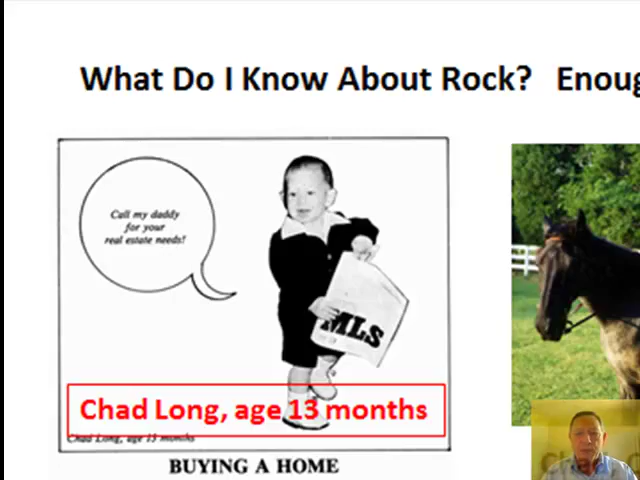 What Do I Know About Rock? Enoug
Call my daddy
for your
real estate needs!
MLS
Chad Long, age 13 months
Chad Long, age 13 months
BUYING A HOME